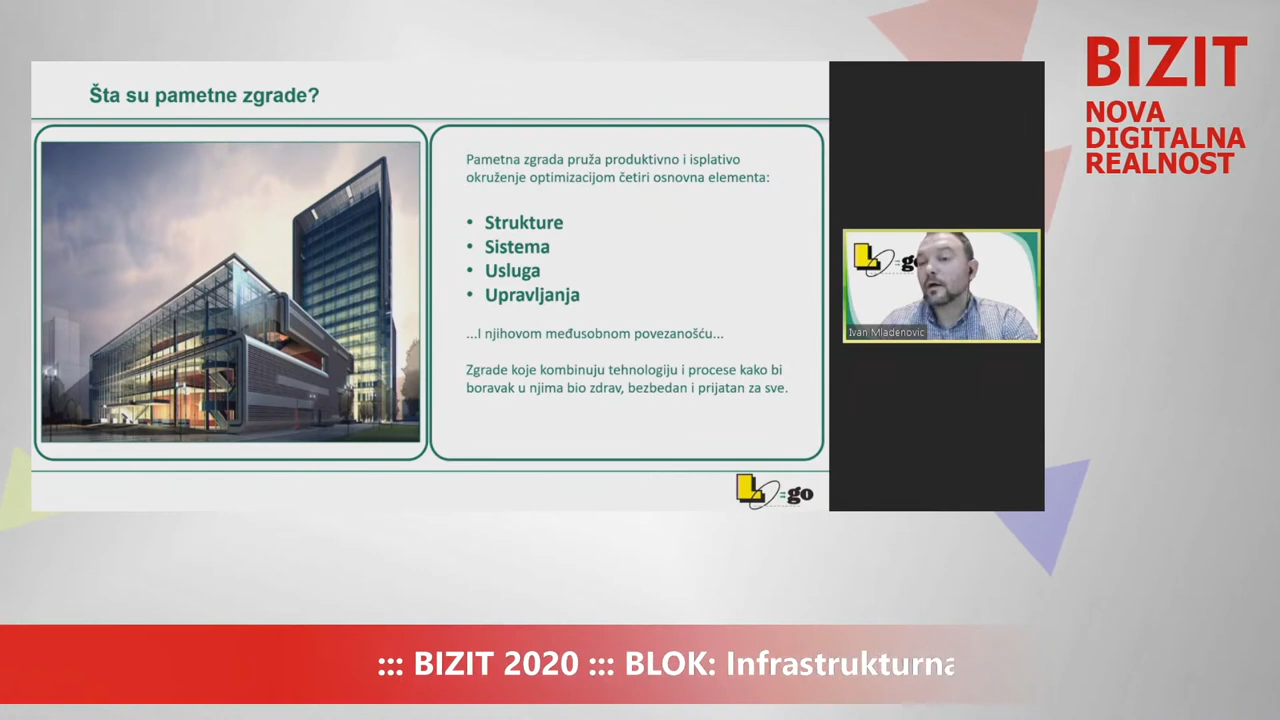 Šta su pametne zgrade?
Pametna zgrada pruža produktivno i isplativo
okruženje optimizacijom četiri osnovna elementa:
• Strukture
• Sistema
• Usluga
• Upravljanja
...I njihovom međusobnom povezanošću...
Zgrade koje kombinuju tehnologiju i procese kako bi
boravak u njima bio zdrav, bezbedan i prijatan za sve.
L=go
L=go
Ivan Mladenovic
BIZIT
NOVA
DIGITALNA
REALNOST
::: BIZIT 2020 ::: BLOK: Infrastrukturna